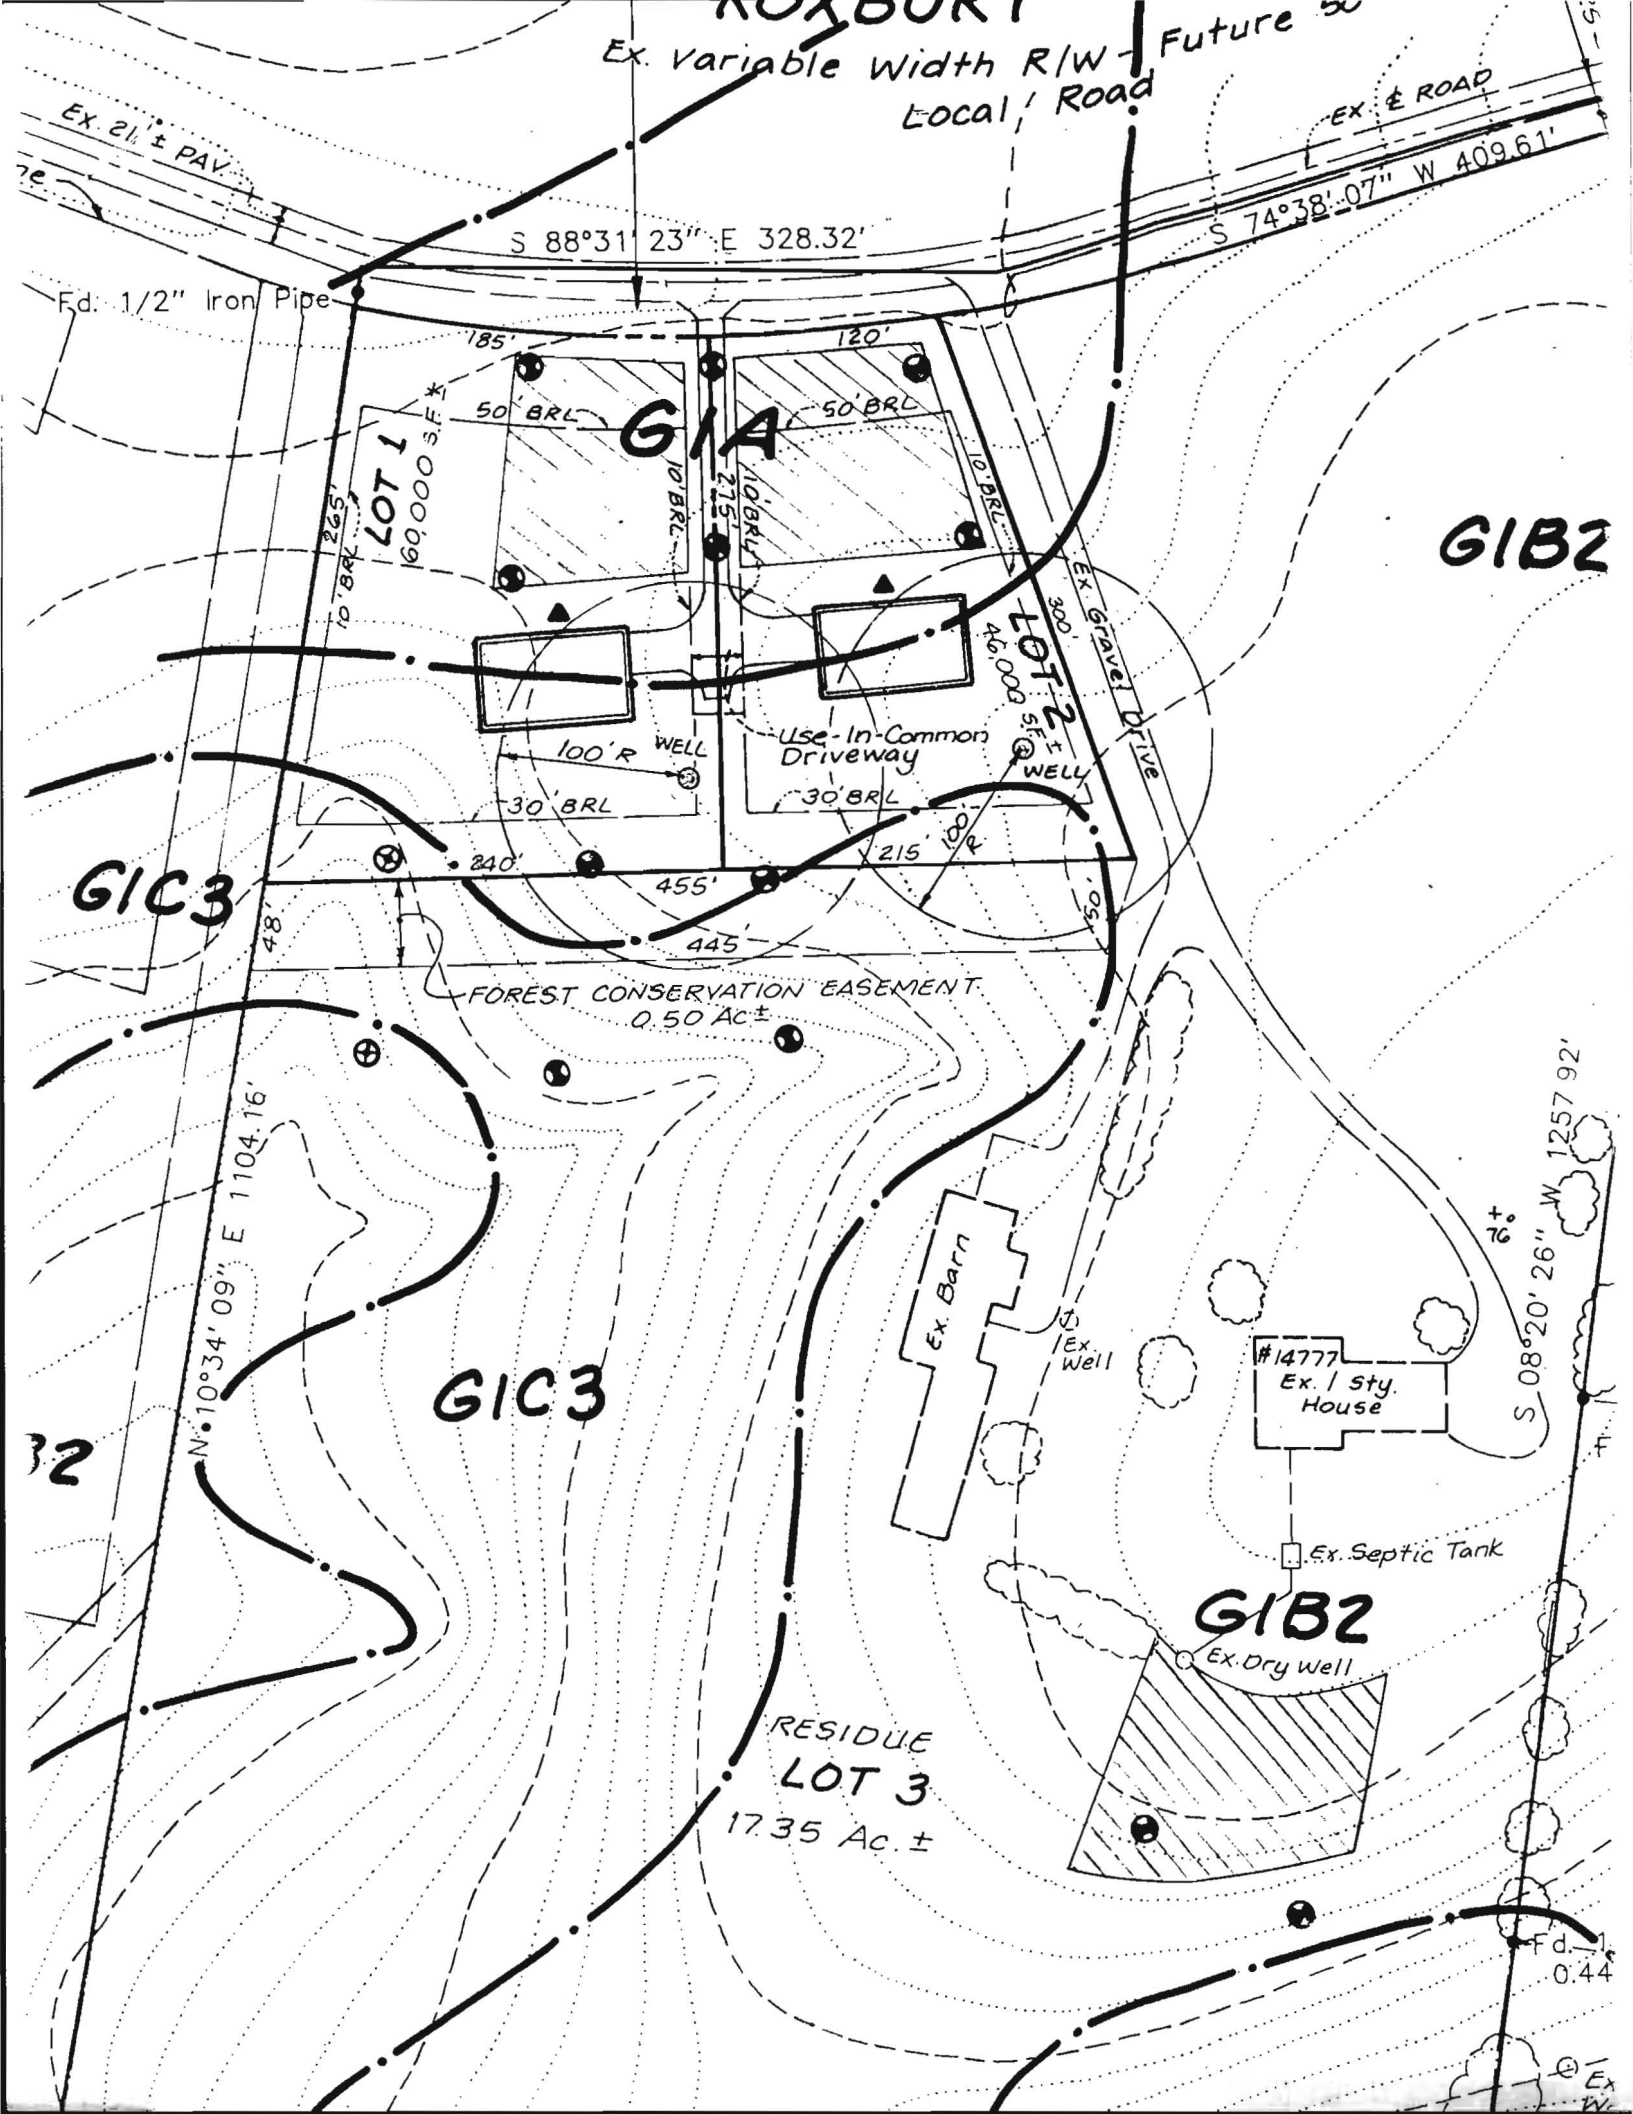 ROXBURY
Ex. Variable Width R/W - Future 50
Local Road
Ex. 21'± PAV
Ex. ℄ ROAD
S 74°38'07" W 409.61'
S 88°31'23" E 328.32'
Fd. 1/2" Iron Pipe
185'
120'
50' BRL
50' BRL
G1A
LOT 1
60,000 S.F.*
265'
10' BRL
10' BRL
275'
10' BRL
10' BRL
G1B2
Ex Gravel Drive
300'
LOT 2
46,000 S.F. ±
Use-In-Common
Driveway
100' R
WELL
WELL
30' BRL
30' BRL
100'
R
240'
215'
455'
G1C3
48'
50'
445'
FOREST CONSERVATION EASEMENT
0.50 Ac ±
N 10°34'09" E 1104.16'
S 08°20'26" W 1257.92'
76
Ex. Barn
Ex.
Well
#14777
Ex. 1 Sty.
House
G1C3
Ex. Septic Tank
G1B2
Ex. Dry Well
RESIDUE
LOT 3
17.35 Ac. ±
Fd. 1
0.44
Ex